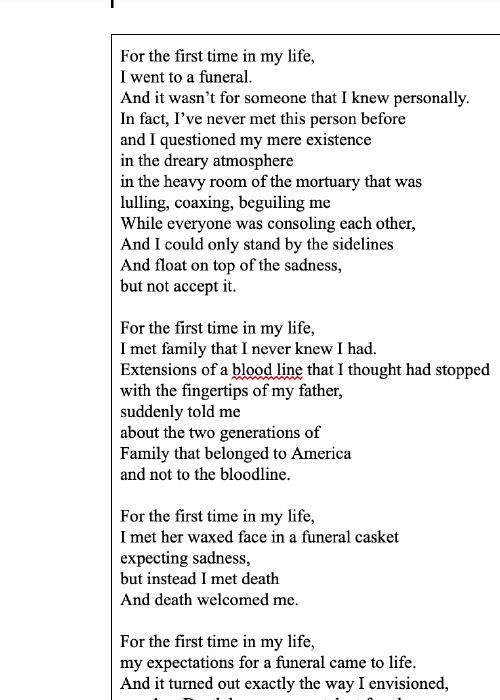 For the first time in my life,
I went to a funeral.
And it wasn’t for someone that I knew personally.
In fact, I’ve never met this person before
and I questioned my mere existence
in the dreary atmosphere
in the heavy room of the mortuary that was
lulling, coaxing, beguiling me
While everyone was consoling each other,
And I could only stand by the sidelines
And float on top of the sadness,
but not accept it.

For the first time in my life,
I met family that I never knew I had.
Extensions of a blood line that I thought had stopped
with the fingertips of my father,
suddenly told me
about the two generations of
Family that belonged to America
and not to the bloodline.

For the first time in my life,
I met her waxed face in a funeral casket
expecting sadness,
but instead I met death
And death welcomed me.

For the first time in my life,
my expectations for a funeral came to life.
And it turned out exactly the way I envisioned,